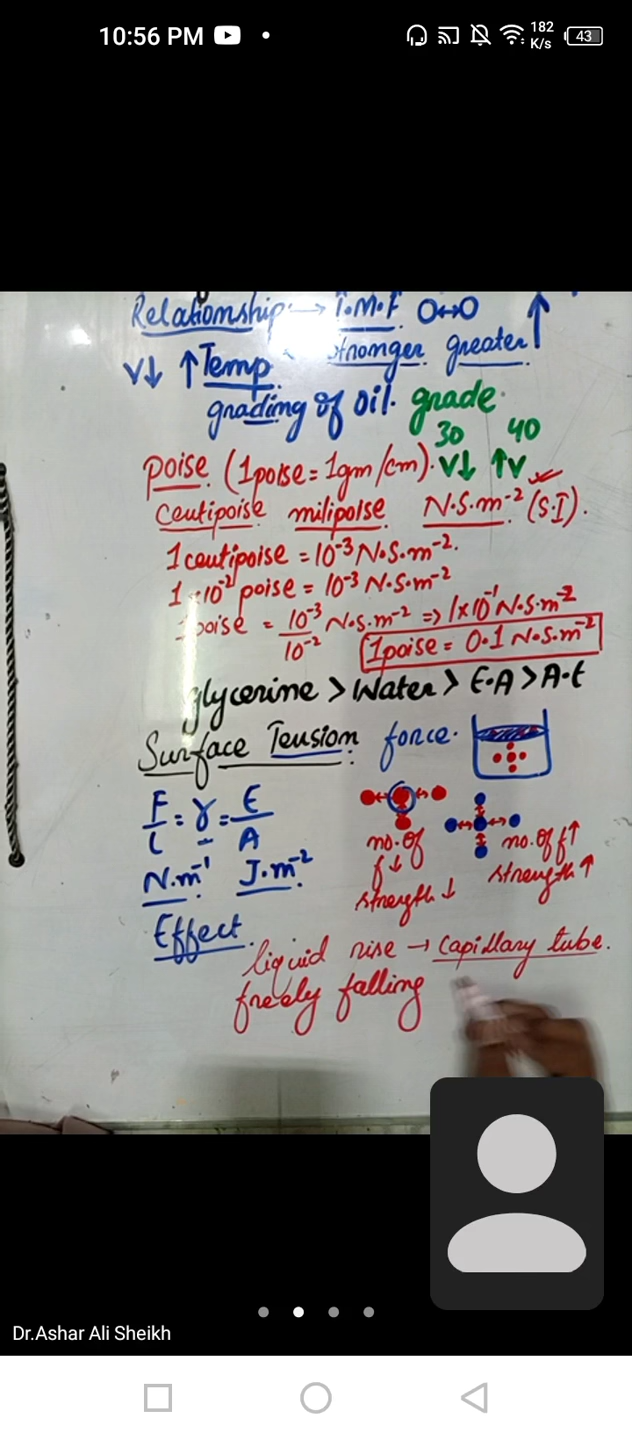 10:56 PM
182
K/s
43
Relationship → I.M.F O↔O ↑
V↓ ↑Temp Stronger greater
grading of oil. grade.
30 40
poise (1poise = 1gm/cm). V↓ ↑V
Centipoise milipoise N.S.m⁻² (S.I).
1 centipoise = 10⁻³ N.S.m⁻².
1×10⁻² poise = 10⁻³ N.S.m⁻²
1poise = 10⁻³/10⁻² N.S.m⁻² ⇒ 1×10⁻¹ N.S.m⁻²
1poise = 0.1 N.S.m⁻²
glycerine > Water > E.A > A.E
Surface Tension force.
F/L = γ = E/A
N.m⁻¹ J.m⁻²
no. of f↓ strength ↓
no. of f↑ strength ↑
Effect.
liquid rise → capillary tube.
freely falling
Dr.Ashar Ali Sheikh